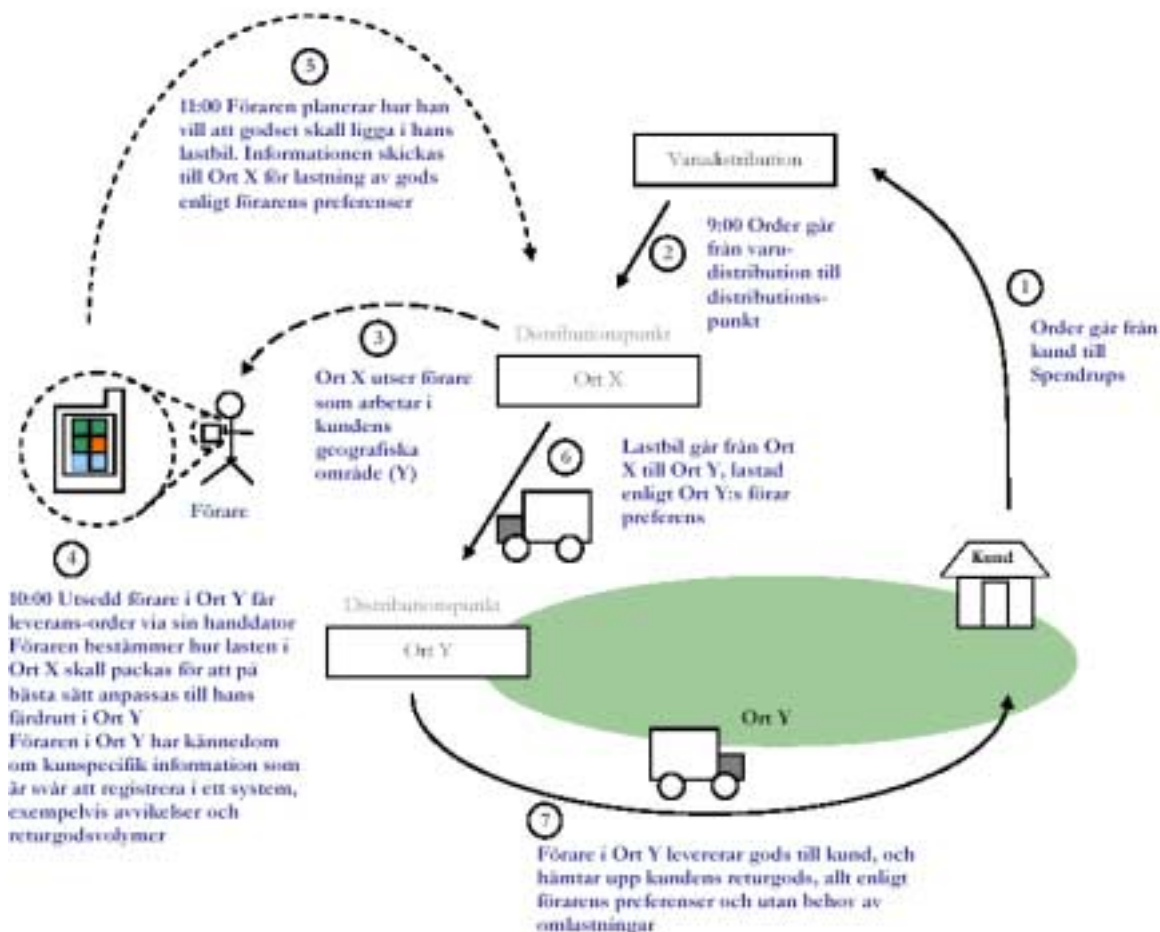 5
11:00 Föraren planerar hur han
vill att godset skall ligga i hans
lastbil. Informationen skickas
till Ort X för lastning av gods
enligt förarens preferenser
Varudistribution
2
9:00 Order går
från varu-
distribution till
distributions-
punkt
1
Order går från
kund till
Spendrups
3
Ort X utser förare
som arbetar i
kundens
geografiska
område (Y)
Distributionspunkt
Ort X
6
Lastbil går från Ort
X till Ort Y, lastad
enligt Ort Y:s förar
preferens
Förare
4
10:00 Utsedd förare i Ort Y får
leverans-order via sin handdator
Föraren bestämmer hur lasten i
Ort X skall packas för att på
bästa sätt anpassas till hans
färdrutt i Ort Y
Föraren i Ort Y har kännedom
om kunspecifik information som
är svår att registrera i ett system,
exempelvis avvikelser och
returgodsvolymer
Kund
Distributionspunkt
Ort Y
Ort Y
7
Förare i Ort Y levererar gods till kund, och
hämtar upp kundens returgods, allt enligt
förarens preferenser och utan behov av
omlastningar